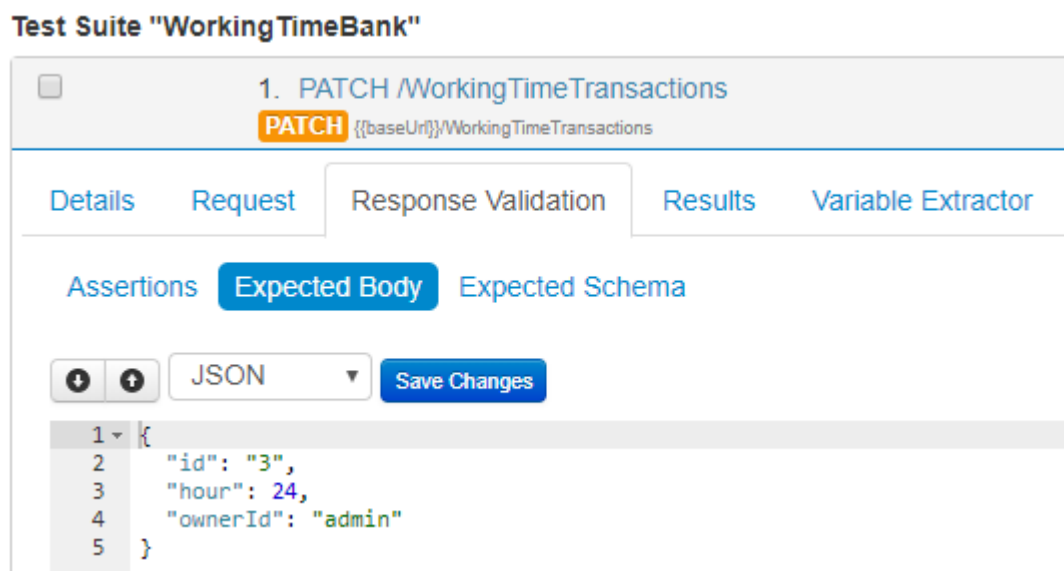 Test Suite "WorkingTimeBank"
1. PATCH /WorkingTimeTransactions
PATCH {{baseUrl}}/WorkingTimeTransactions
Details Request Response Validation Results Variable Extractor
Assertions Expected Body Expected Schema
JSON Save Changes
1 {
2 "id": "3",
3 "hour": 24,
4 "ownerId": "admin"
5 }